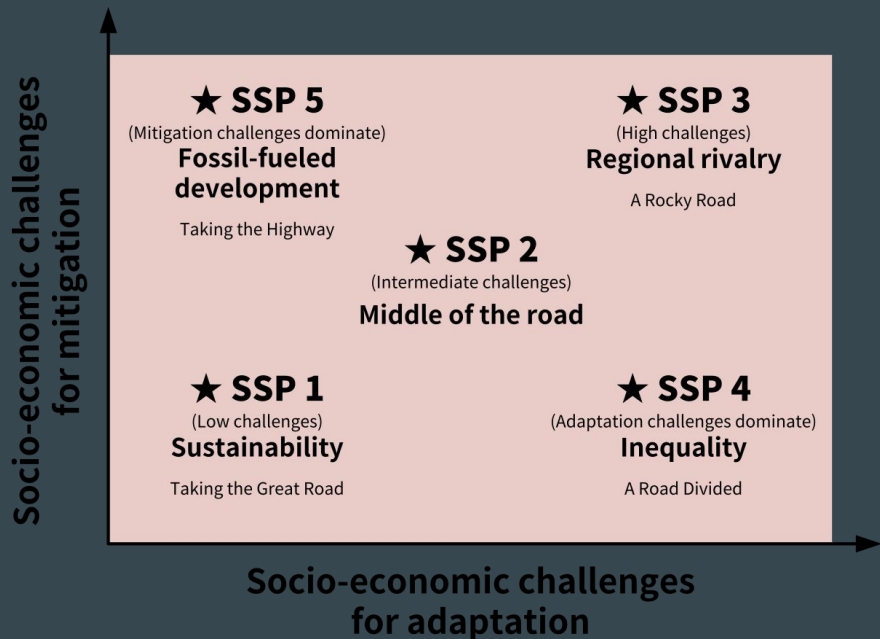 Socio-economic challenges
for mitigation
★ SSP 5
(Mitigation challenges dominate)
Fossil-fueled
development
Taking the Highway
★ SSP 3
(High challenges)
Regional rivalry
A Rocky Road
★ SSP 2
(Intermediate challenges)
Middle of the road
★ SSP 1
(Low challenges)
Sustainability
Taking the Great Road
★ SSP 4
(Adaptation challenges dominate)
Inequality
A Road Divided
Socio-economic challenges
for adaptation